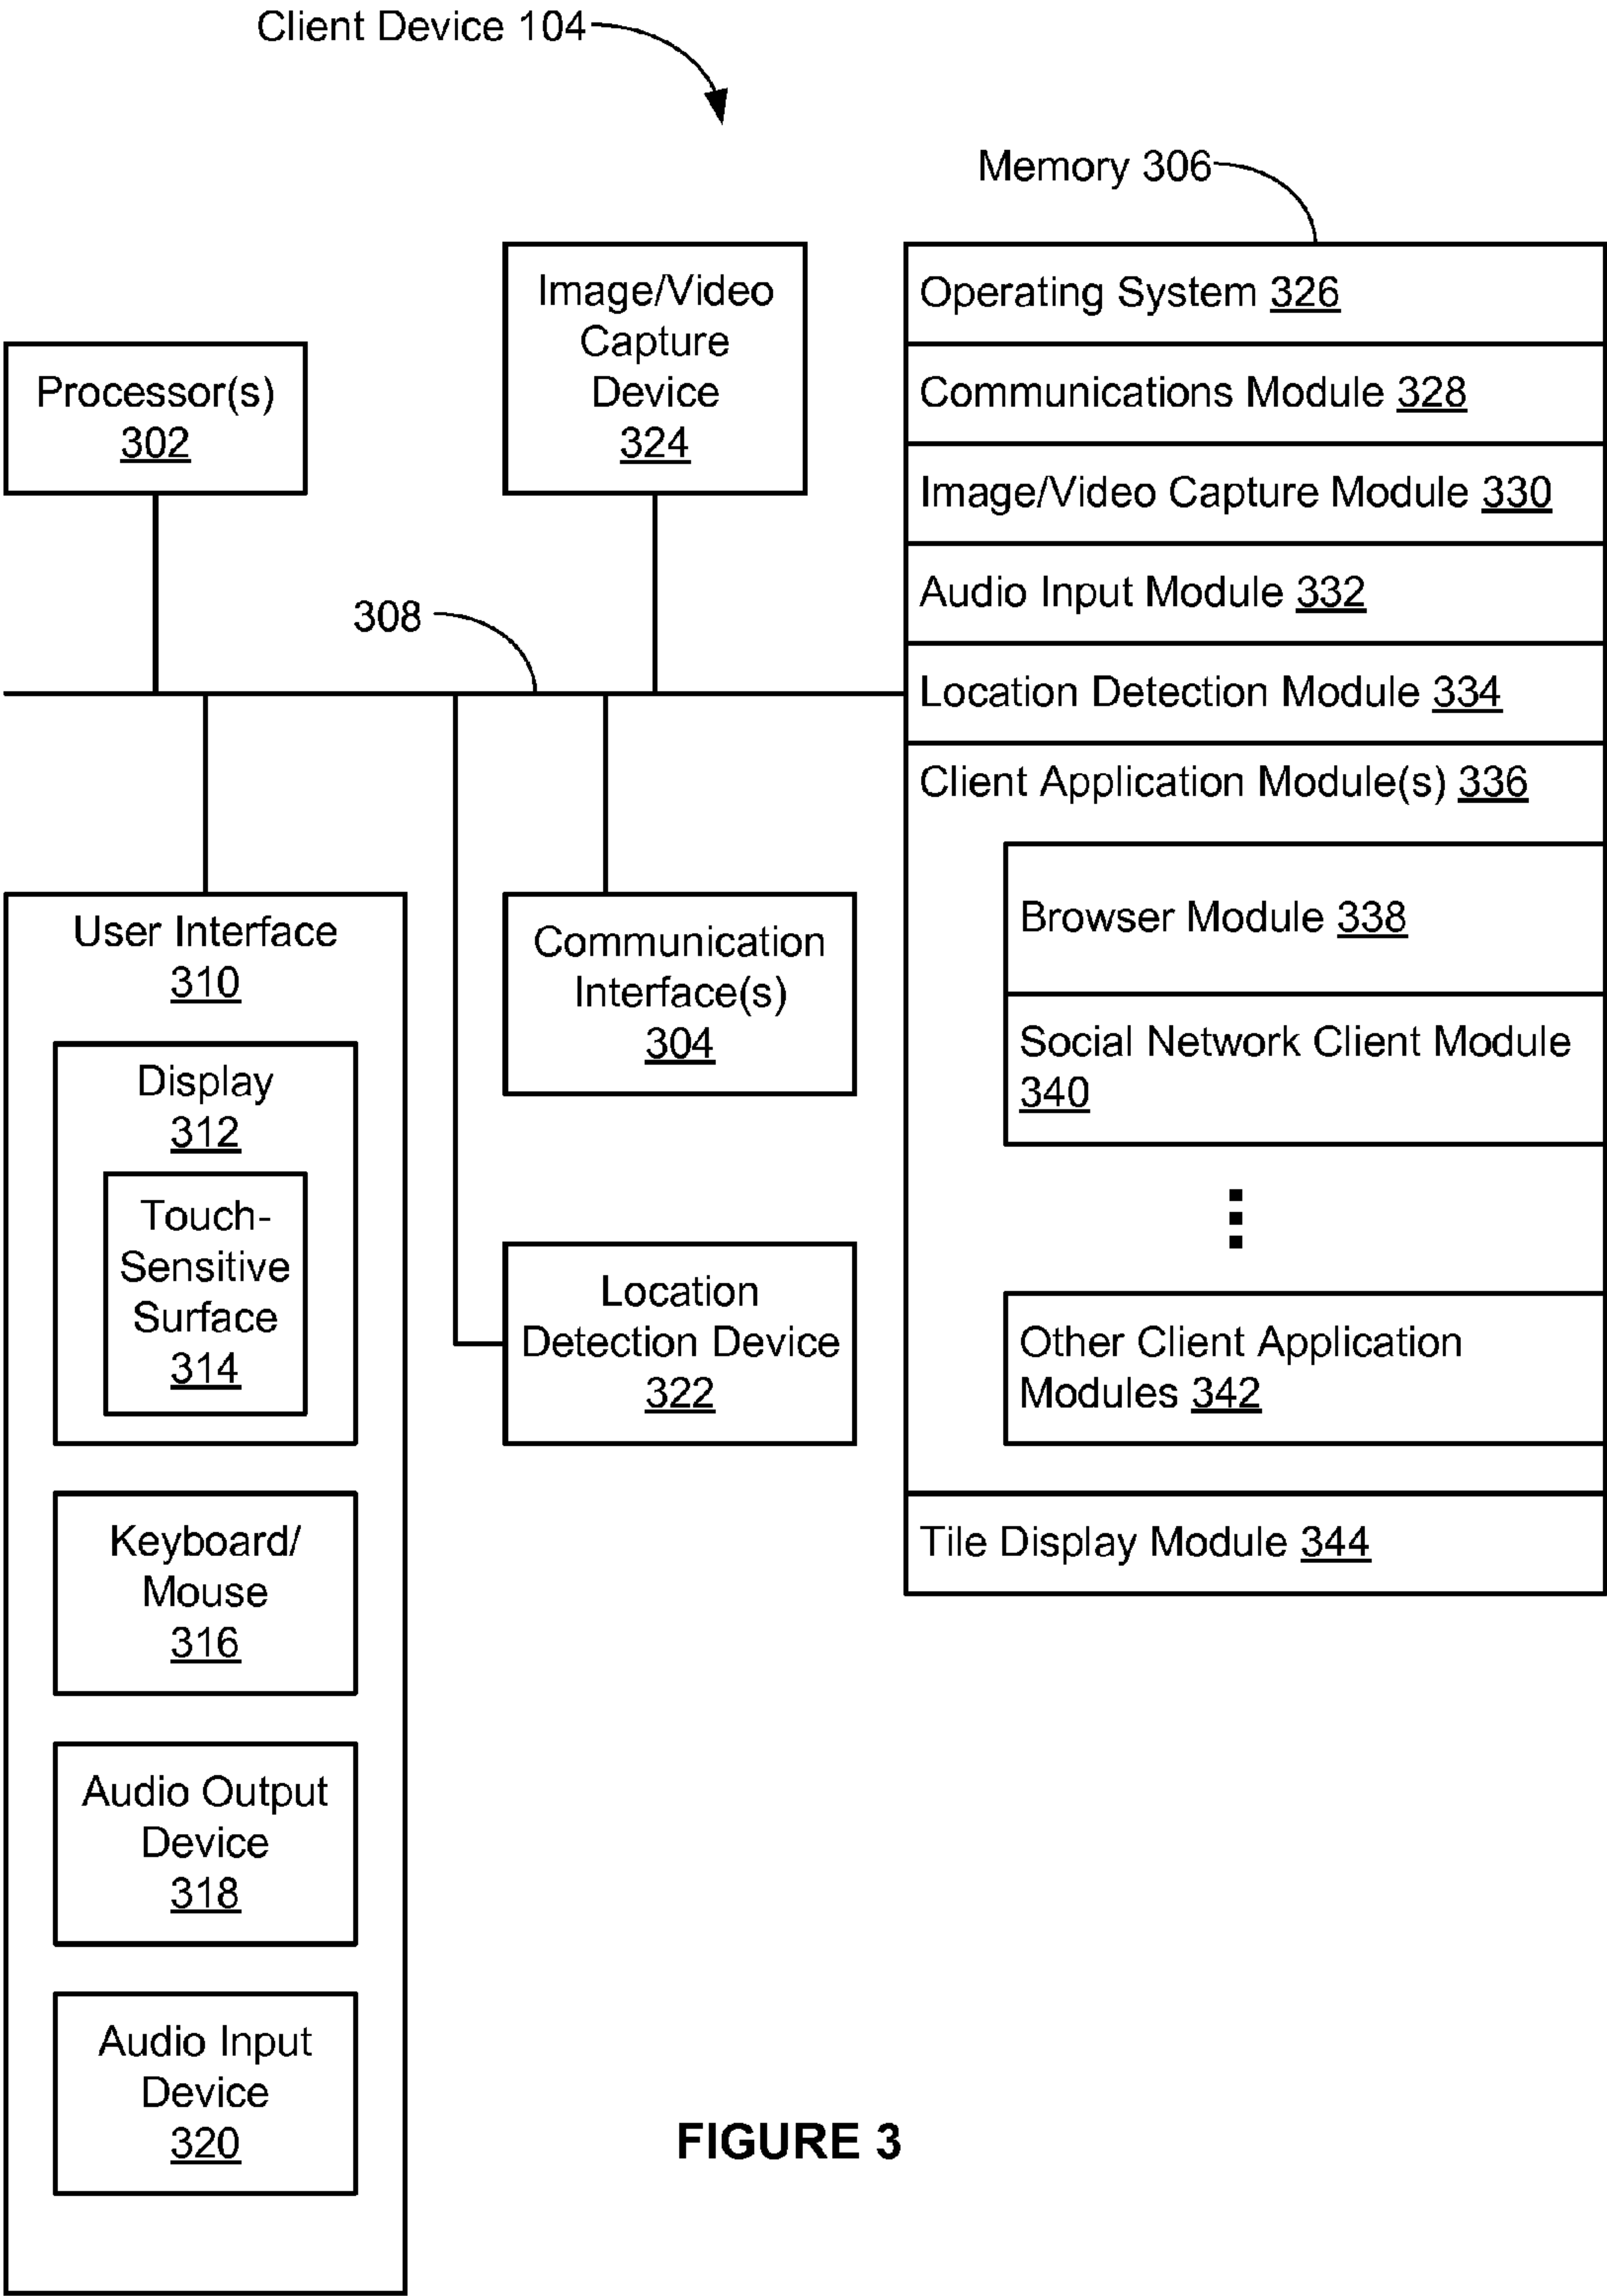 Client Device 104
Memory 306
Processor(s)
302
Image/Video
Capture
Device
324
308
User Interface
310
Display
312
Touch-
Sensitive
Surface
314
Keyboard/
Mouse
316
Audio Output
Device
318
Audio Input
Device
320
Communication
Interface(s)
304
Location
Detection Device
322
Operating System 326
Communications Module 328
Image/Video Capture Module 330
Audio Input Module 332
Location Detection Module 334
Client Application Module(s) 336
Browser Module 338
Social Network Client Module
340
Other Client Application
Modules 342
Tile Display Module 344
FIGURE 3